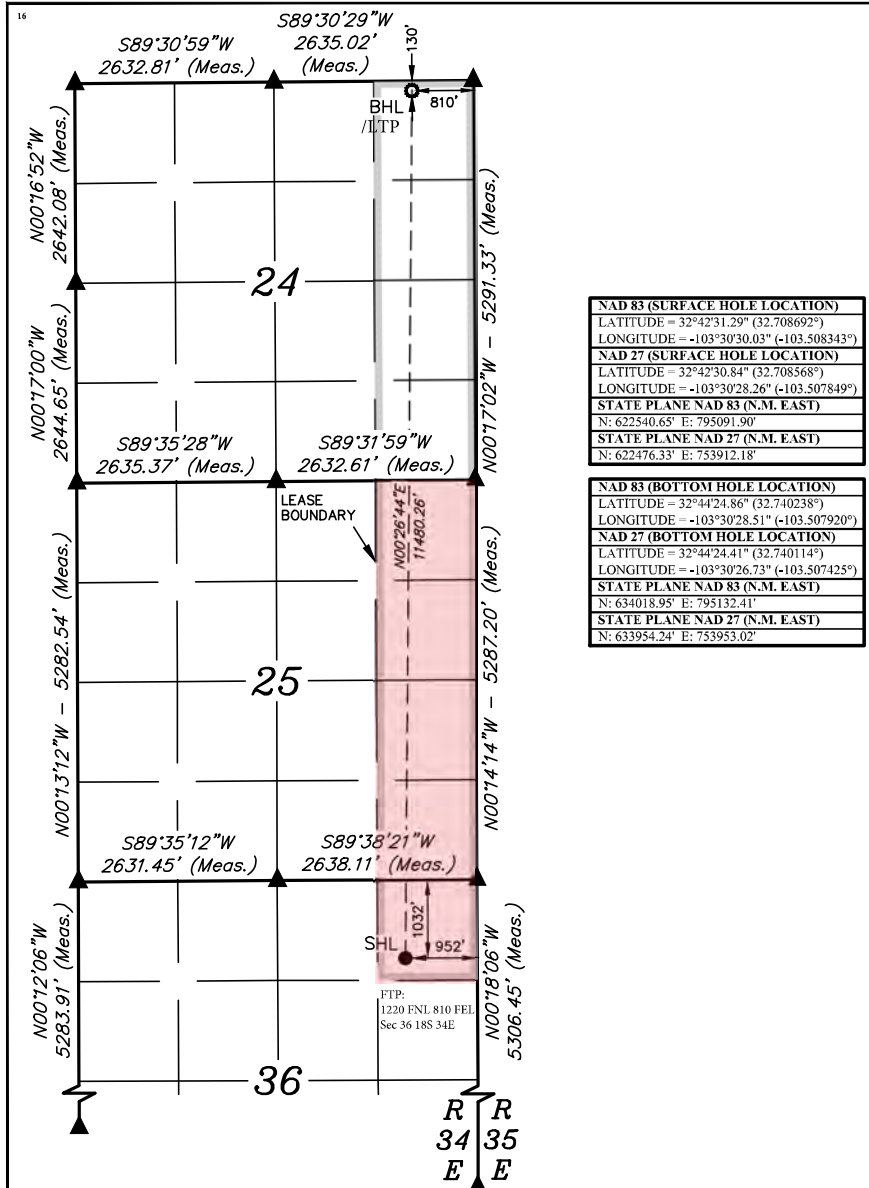 16
S89°30'59"W
2632.81' (Meas.)
S89°30'29"W
2635.02'
(Meas.)
130'
810'
BHL
/LTP
N00°16'52"W
2642.08' (Meas.)
24
N00°17'02"W – 5291.33' (Meas.)
N00°17'00"W
2644.65' (Meas.)
S89°35'28"W
2635.37' (Meas.)
S89°31'59"W
2632.61' (Meas.)
LEASE
BOUNDARY
N00°26'44"E
11480.26'
N00°13'12"W – 5282.54' (Meas.)
25
N00°14'14"W – 5287.20' (Meas.)
S89°35'12"W
2631.45' (Meas.)
S89°38'21"W
2638.11' (Meas.)
1032'
SHL
952'
N00°12'06"W
5283.91' (Meas.)
N00°18'06"W
5306.45' (Meas.)
FTP:
1220 FNL 810 FEL
Sec 36 18S 34E
36
R R
34 35
E E
NAD 83 (SURFACE HOLE LOCATION)
LATITUDE = 32°42'31.29" (32.708692°)
LONGITUDE = -103°30'30.03" (-103.508343°)
NAD 27 (SURFACE HOLE LOCATION)
LATITUDE = 32°42'30.84" (32.708568°)
LONGITUDE = -103°30'28.26" (-103.507849°)
STATE PLANE NAD 83 (N.M. EAST)
N: 622540.65' E: 795091.90'
STATE PLANE NAD 27 (N.M. EAST)
N: 622476.33' E: 753912.18'
NAD 83 (BOTTOM HOLE LOCATION)
LATITUDE = 32°44'24.86" (32.740238°)
LONGITUDE = -103°30'28.51" (-103.507920°)
NAD 27 (BOTTOM HOLE LOCATION)
LATITUDE = 32°44'24.41" (32.740114°)
LONGITUDE = -103°30'26.73" (-103.507425°)
STATE PLANE NAD 83 (N.M. EAST)
N: 634018.95' E: 795132.41'
STATE PLANE NAD 27 (N.M. EAST)
N: 633954.24' E: 753953.02'